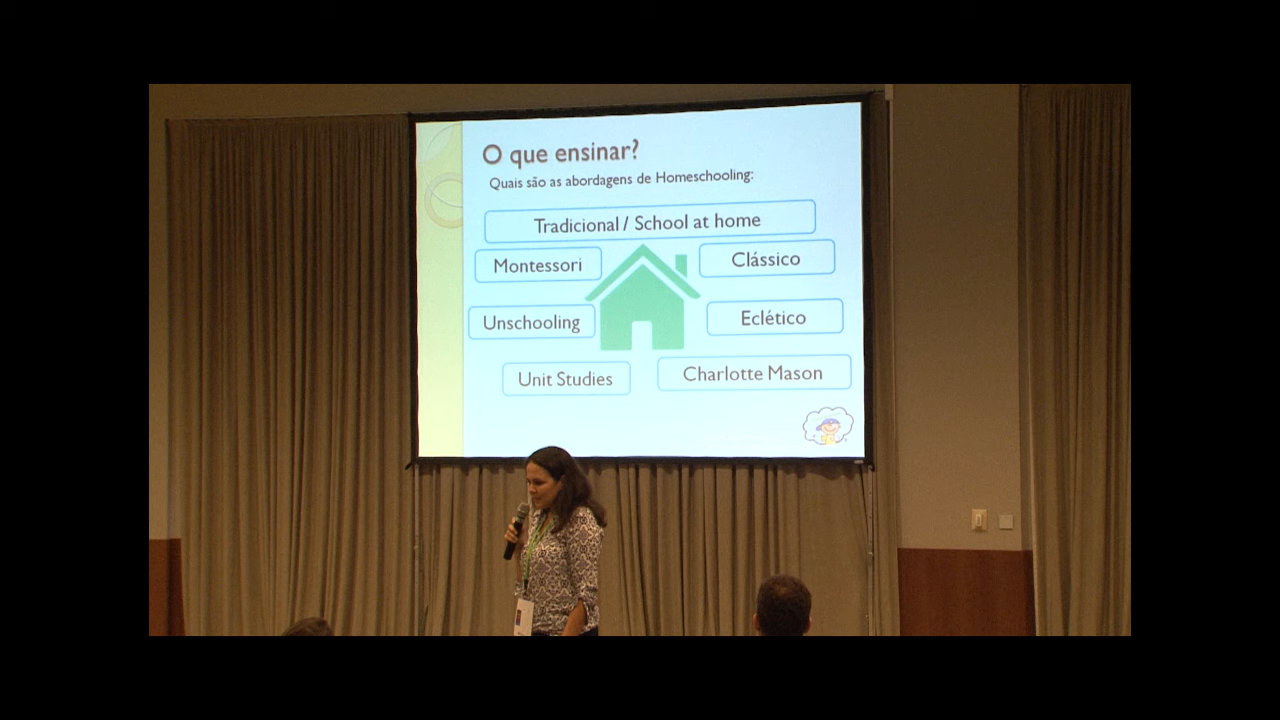 O que ensinar?
Quais são as abordagens de Homeschooling:
Tradicional / School at home
Montessori
Clássico
Unschooling
Eclético
Unit Studies
Charlotte Mason